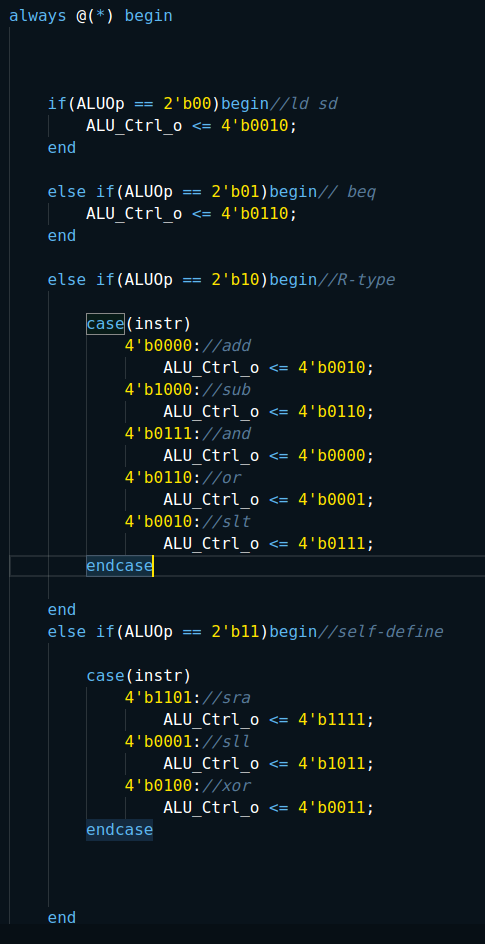 always @(*) begin
if(ALUOp == 2'b00)begin//ld sd
ALU_Ctrl_o <= 4'b0010;
end
else if(ALUOp == 2'b01)begin// beq
ALU_Ctrl_o <= 4'b0110;
end
else if(ALUOp == 2'b10)begin//R-type
case(instr)
4'b0000://add
ALU_Ctrl_o <= 4'b0010;
4'b1000://sub
ALU_Ctrl_o <= 4'b0110;
4'b0111://and
ALU_Ctrl_o <= 4'b0000;
4'b0110://or
ALU_Ctrl_o <= 4'b0001;
4'b0010://slt
ALU_Ctrl_o <= 4'b0111;
endcase
end
else if(ALUOp == 2'b11)begin//self-define
case(instr)
4'b1101://sra
ALU_Ctrl_o <= 4'b1111;
4'b0001://sll
ALU_Ctrl_o <= 4'b1011;
4'b0100://xor
ALU_Ctrl_o <= 4'b0011;
endcase
end